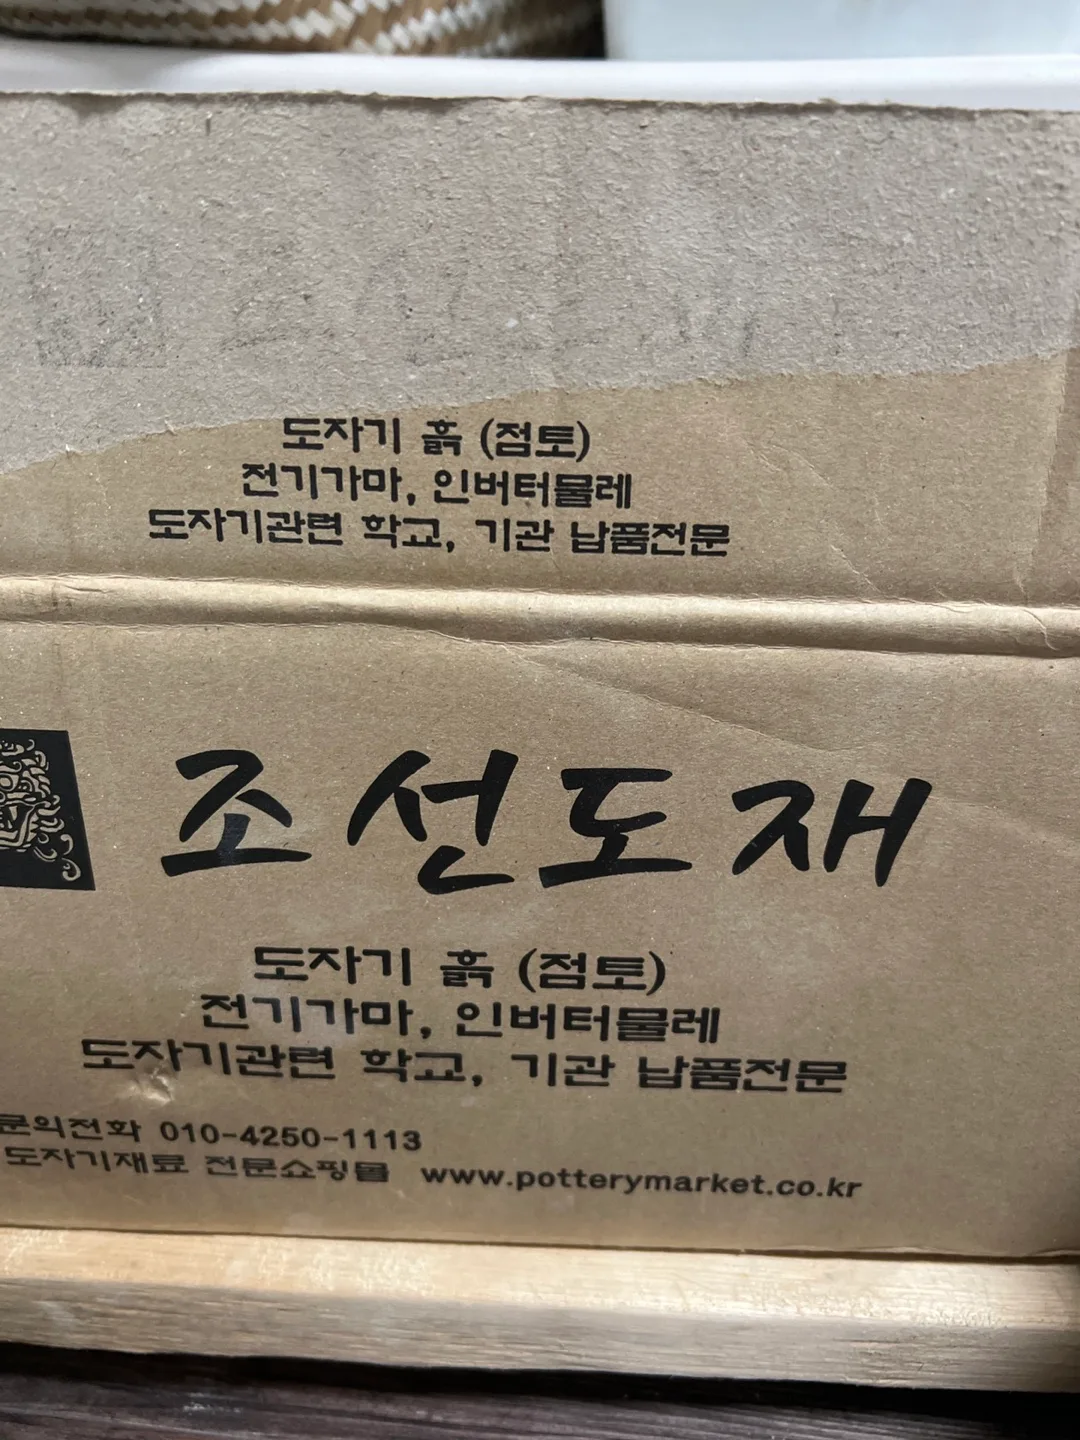 도자기 흙 (점토)
전기가마, 인버터물레
도자기관련 학교, 기관 납품전문
조선도재
도자기 흙 (점토)
전기가마, 인버터물레
도자기관련 학교, 기관 납품전문
문의전화 010-4250-1113
도자기재료 전문쇼핑몰 www.potterymarket.co.kr